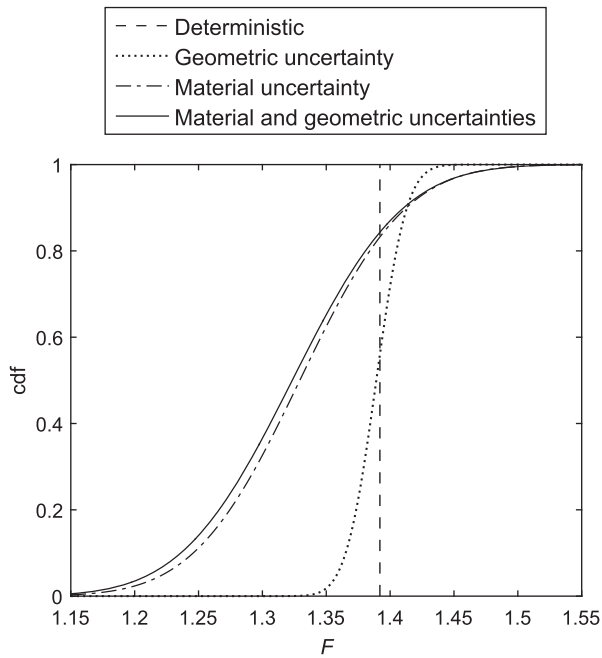 Deterministic
Geometric uncertainty
Material uncertainty
Material and geometric uncertainties
1
0.8
0.6
0.4
0.2
0
cdf
1.15 1.2 1.25 1.3 1.35 1.4 1.45 1.5 1.55
F